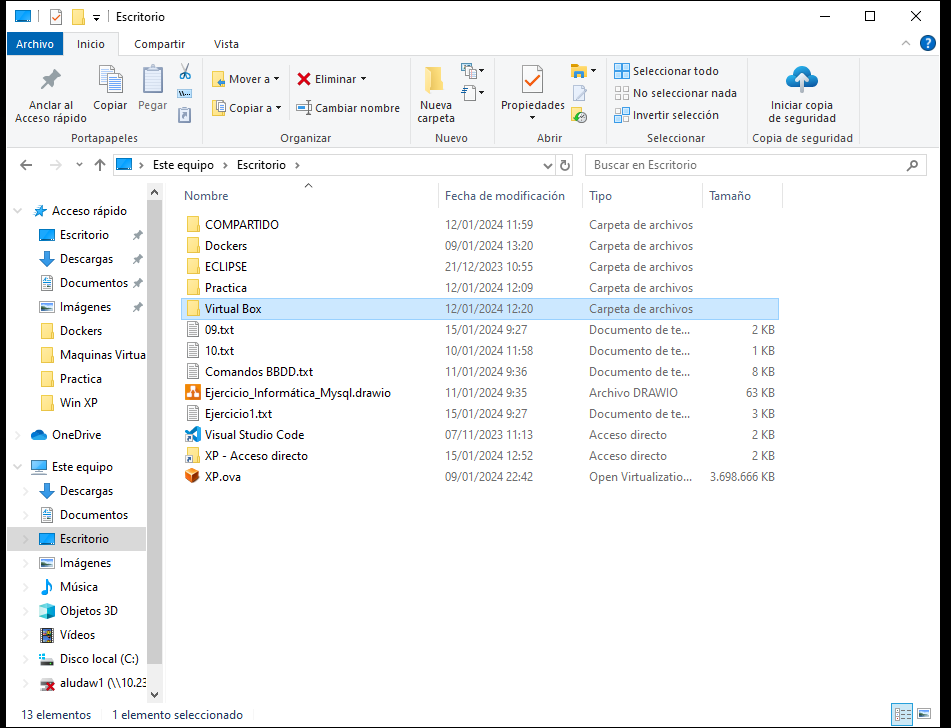 Escritorio
Archivo Inicio Compartir Vista
Anclar al Acceso rápido
Copiar
Pegar
Portapapeles
Mover a
Copiar a
Eliminar
Cambiar nombre
Organizar
Nueva carpeta
Nuevo
Propiedades
Abrir
Seleccionar todo
No seleccionar nada
Invertir selección
Seleccionar
Iniciar copia de seguridad
Copia de seguridad
Este equipo > Escritorio >
Buscar en Escritorio
Acceso rápido
Escritorio
Descargas
Documentos
Imágenes
Dockers
Maquinas Virtua
Practica
Win XP
OneDrive
Este equipo
Descargas
Documentos
Escritorio
Imágenes
Música
Objetos 3D
Vídeos
Disco local (C:)
aludaw1 (\\10.23
Nombre Fecha de modificación Tipo Tamaño
COMPARTIDO 12/01/2024 11:59 Carpeta de archivos
Dockers 09/01/2024 13:20 Carpeta de archivos
ECLIPSE 21/12/2023 10:55 Carpeta de archivos
Practica 12/01/2024 12:09 Carpeta de archivos
Virtual Box 12/01/2024 12:20 Carpeta de archivos
09.txt 15/01/2024 9:27 Documento de te... 2 KB
10.txt 10/01/2024 11:58 Documento de te... 1 KB
Comandos BBDD.txt 11/01/2024 9:36 Documento de te... 8 KB
Ejercicio_Informática_Mysql.drawio 11/01/2024 9:35 Archivo DRAWIO 63 KB
Ejercicio1.txt 15/01/2024 9:27 Documento de te... 3 KB
Visual Studio Code 07/11/2023 11:13 Acceso directo 2 KB
XP - Acceso directo 15/01/2024 12:52 Acceso directo 2 KB
XP.ova 09/01/2024 22:42 Open Virtualizatio... 3.698.666 KB
13 elementos 1 elemento seleccionado